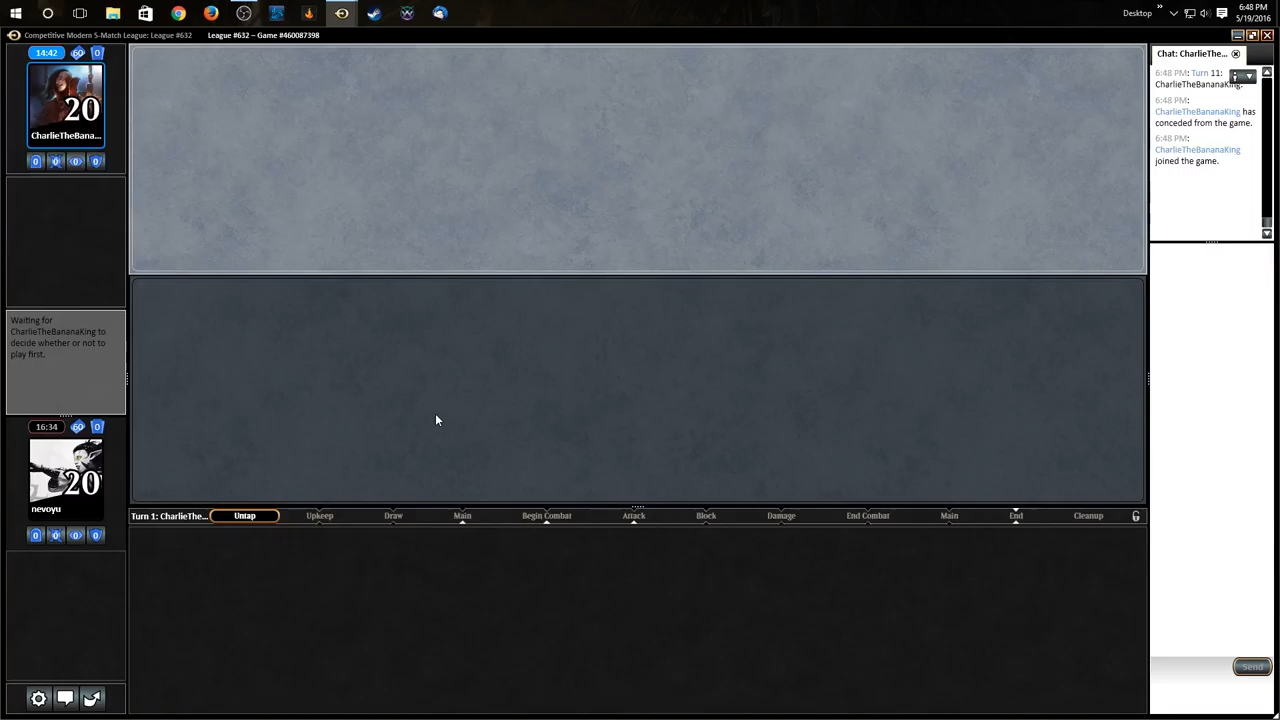 Desktop
6:48 PM
5/19/2016
Competitive Modern 5-Match League: League #632
League #632 – Game #460087398
14:42
60
0
20
CharlieTheBana...
0 0 0 0
Waiting for
CharlieTheBananaKing to
decide whether or not to
play first.
16:34
60
0
20
nevoyu
0 0 0 0
Turn 1: CharlieThe...
Untap
Upkeep
Draw
Main
Begin Combat
Attack
Block
Damage
End Combat
Main
End
Cleanup
Chat: CharlieThe...
6:48 PM: Turn 11:
CharlieTheBananaKing.
6:48 PM:
CharlieTheBananaKing has
conceded from the game.
6:48 PM:
CharlieTheBananaKing
joined the game.
Send